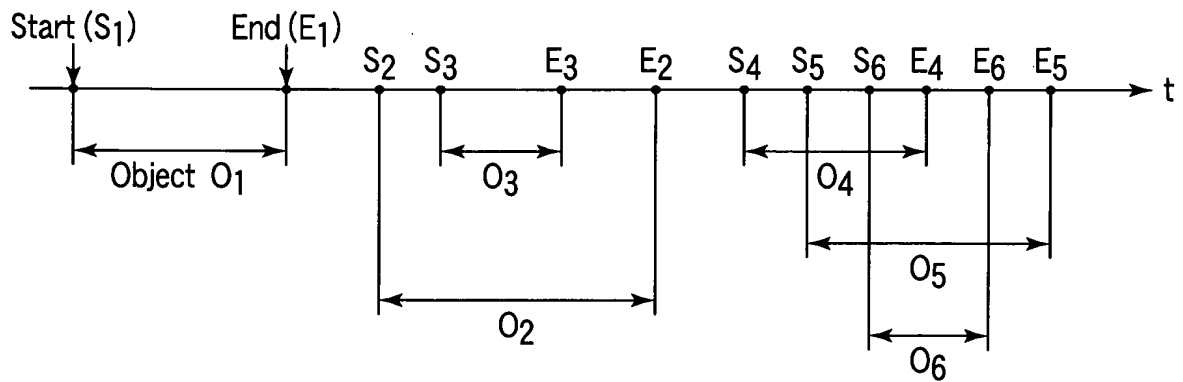 Start (S1) End (E1)
S2 S3 E3 E2 S4 S5 S6 E4 E6 E5
t
Object O1 O3 O4
O5
O2
O6